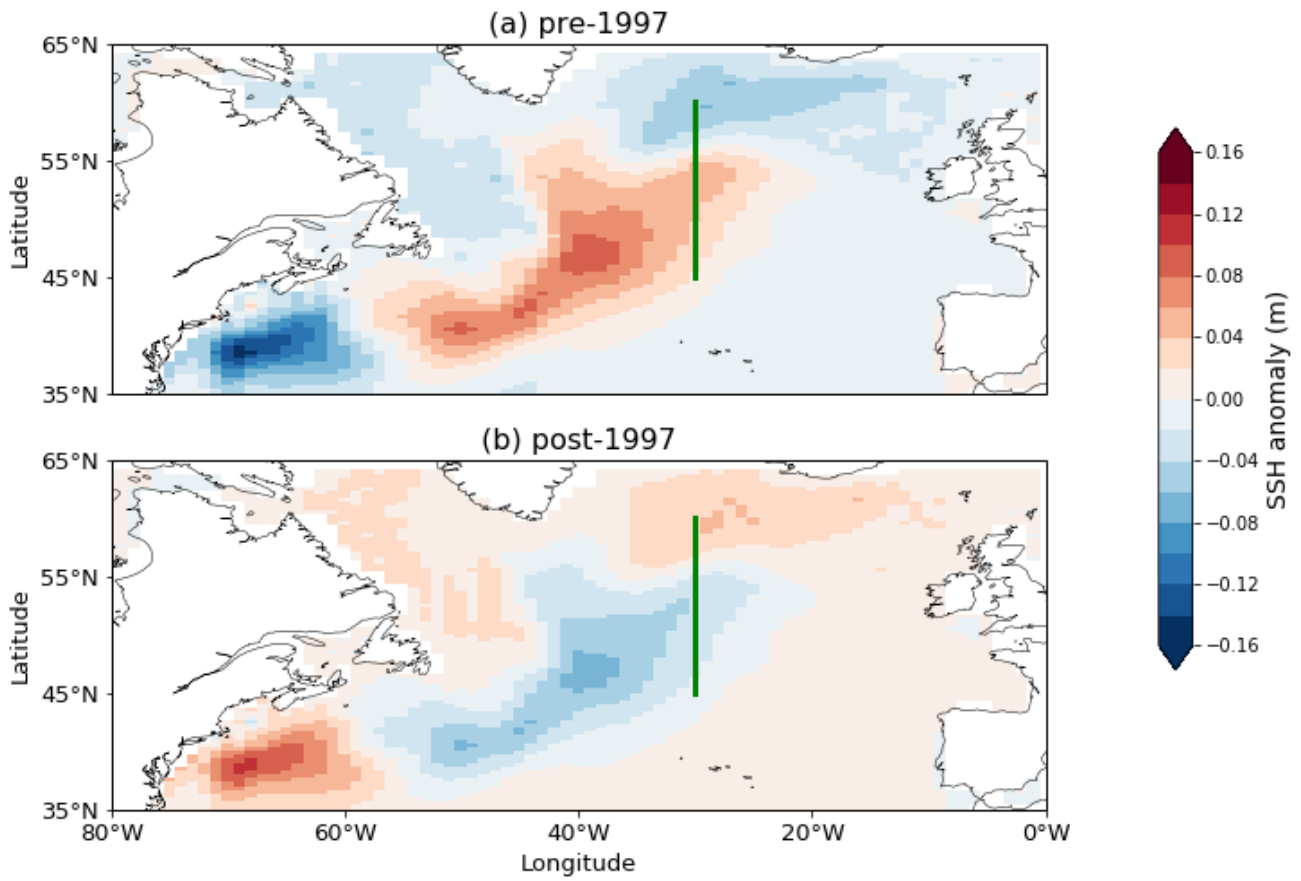 (a) pre-1997
65°N
55°N
45°N
35°N
Latitude
(b) post-1997
65°N
55°N
45°N
35°N
Latitude
80°W 60°W 40°W 20°W 0°W
Longitude
0.16
0.12
0.08
0.04
0.00
−0.04
−0.08
−0.12
−0.16
SSH anomaly (m)